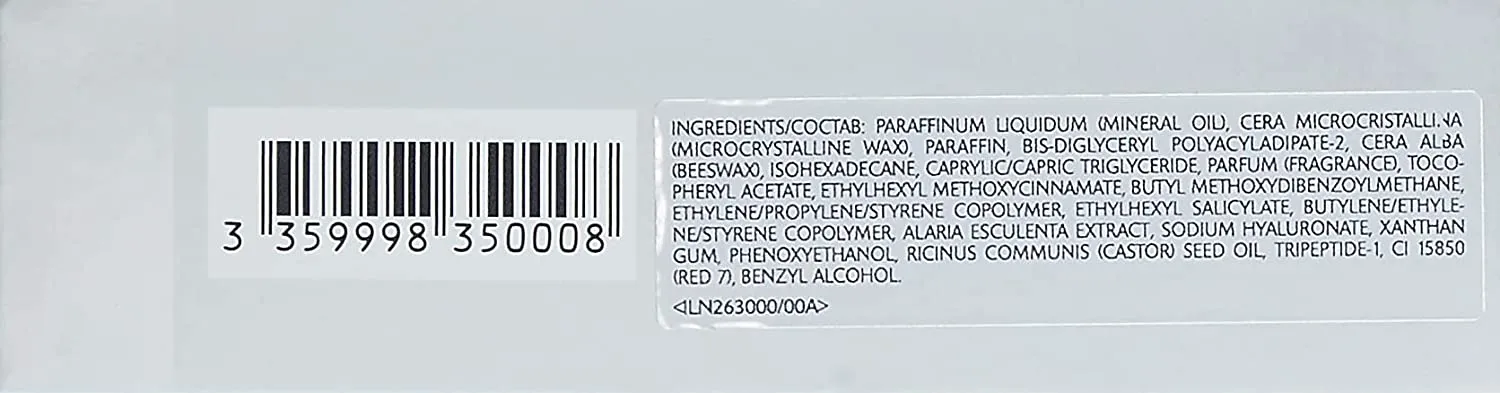 3 359998 350008
INGREDIENTS/COCTAB: PARAFFINUM LIQUIDUM (MINERAL OIL), CERA MICROCRISTALLINA
(MICROCRYSTALLINE WAX), PARAFFIN, BIS-DIGLYCERYL POLYACYLADIPATE-2, CERA ALBA
(BEESWAX), ISOHEXADECANE, CAPRYLIC/CAPRIC TRIGLYCERIDE, PARFUM (FRAGRANCE), TOCO-
PHERYL ACETATE, ETHYLHEXYL METHOXYCINNAMATE, BUTYL METHOXYDIBENZOYLMETHANE,
ETHYLENE/PROPYLENE/STYRENE COPOLYMER, ETHYLHEXYL SALICYLATE, BUTYLENE/ETHYLE-
NE/STYRENE COPOLYMER, ALARIA ESCULENTA EXTRACT, SODIUM HYALURONATE, XANTHAN
GUM, PHENOXYETHANOL, RICINUS COMMUNIS (CASTOR) SEED OIL, TRIPEPTIDE-1, CI 15850
(RED 7), BENZYL ALCOHOL.
<LN263000/00A>